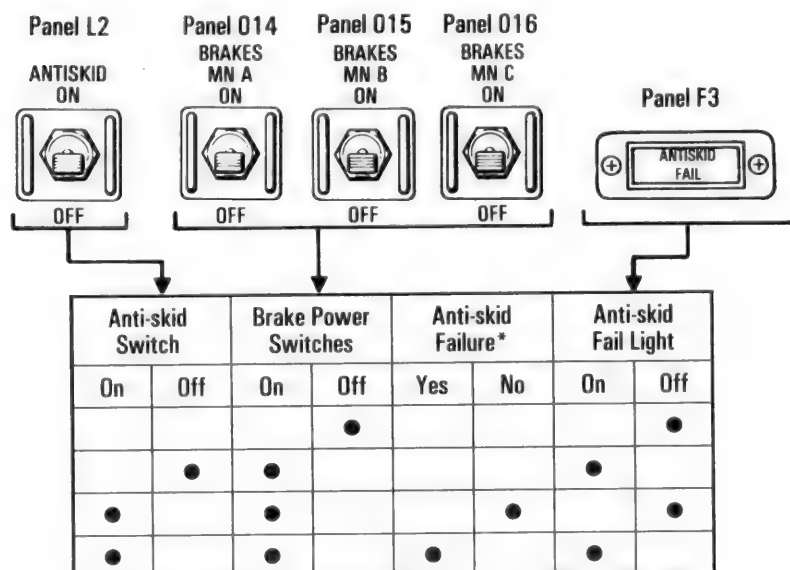 Panel L2
Panel O14 Panel O15 Panel O16
ANTISKID
ON
BRAKES
MN A
ON
BRAKES
MN B
ON
BRAKES
MN C
ON
Panel F3
ANTISKID
FAIL
OFF
OFF
OFF
OFF
Anti-skid
Switch
Brake Power
Switches
Anti-skid
Failure*
Anti-skid
Fail Light
On Off On Off Yes No On Off